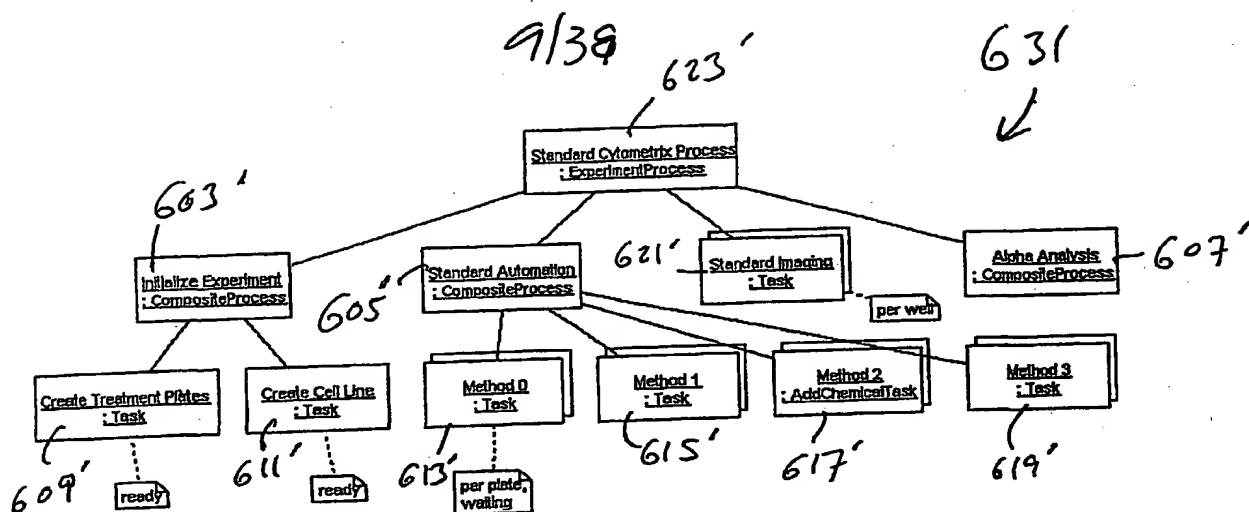 9/39
631
623'
Standard Cytometrix Process
: ExperimentProcess
603'
Initialize Experiment
: CompositeProcess
605'
Standard Automation
: CompositeProcess
621'
Standard Imaging
: Task
per well
Alpha Analysis
: CompositeProcess
607'
Create Treatment Plates
: Task
Create Cell Line
: Task
Method 0
: Task
Method 1
: Task
Method 2
: AddChemicalTask
Method 3
: Task
609'
ready
611'
ready
613'
per plate,
waiting
615'
617'
619'